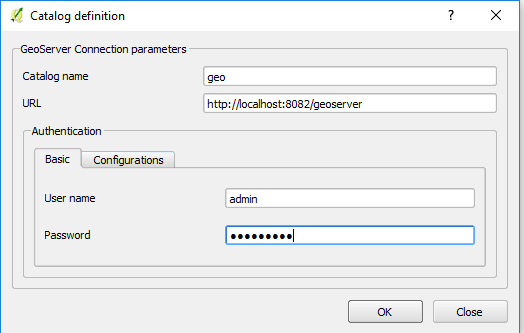 Catalog definition
?
GeoServer Connection parameters
Catalog name
geo
URL
http://localhost:8082/geoserver
Authentication
Basic
Configurations
User name
admin
Password
●●●●●●●●●
OK
Close